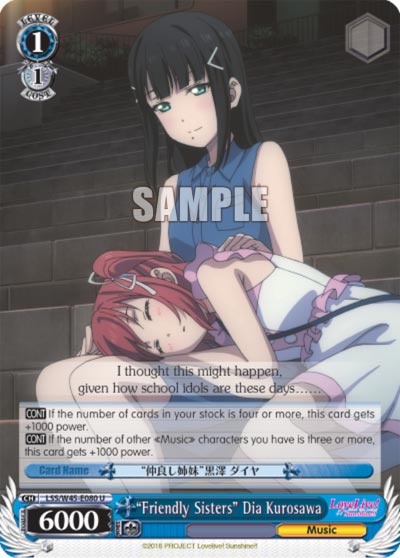 LEVEL
1
1
COST
SAMPLE
I thought this might happen,
given how school idols are these days……
CONT If the number of cards in your stock is four or more, this card gets
+1000 power.
CONT If the number of other «Music» characters you have is three or more,
this card gets +1000 power.
Card Name "仲良し姉妹"黒澤 ダイヤ
CH LSS/W45-E080 U
"Friendly Sisters" Dia Kurosawa
LoveLive!
Sunshine!!
POWER
6000
Music
©2016 PROJECT Lovelive! Sunshine!!